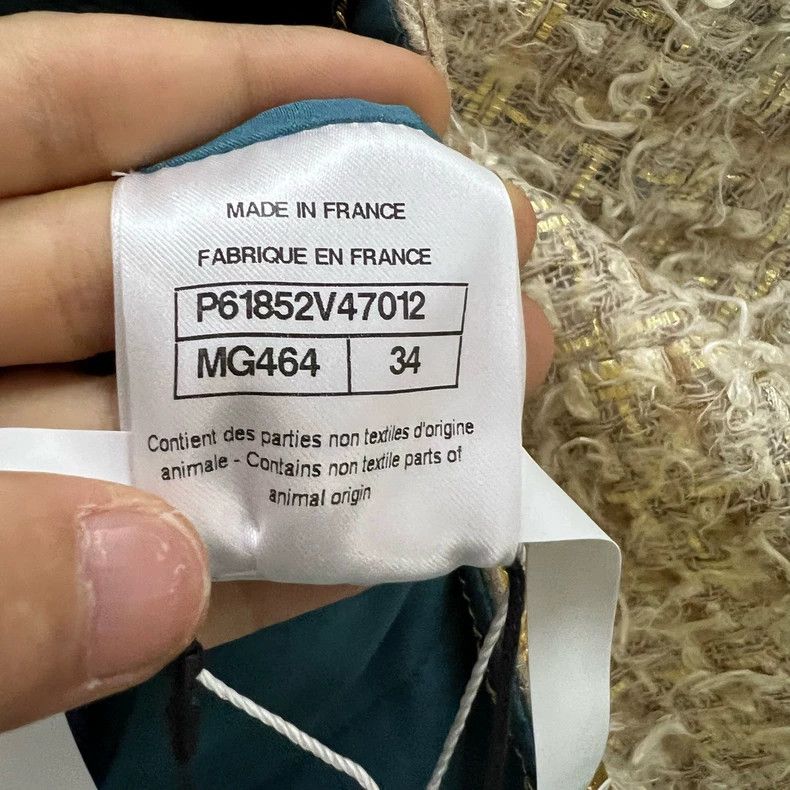 MADE IN FRANCE
FABRIQUE EN FRANCE
P61852V47012
MG464 34
Contient des parties non textiles d'origine
animale - Contains non textile parts of
animal origin